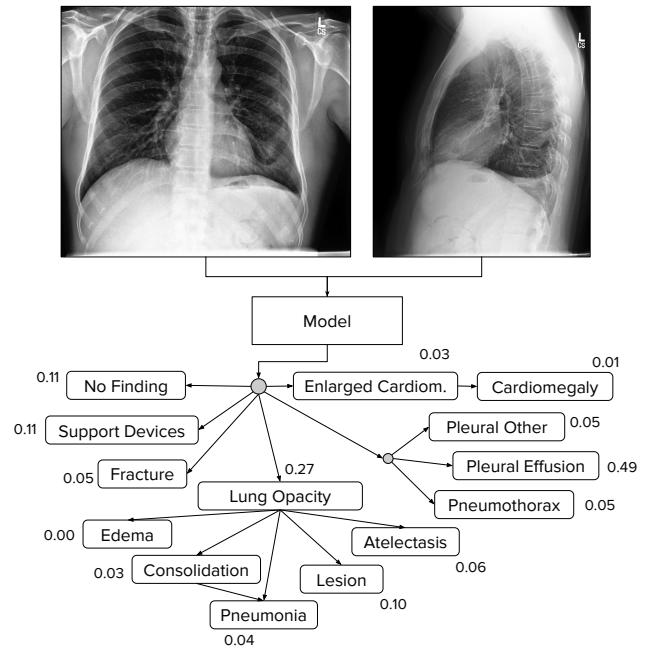 L
CS
L
CS
Model
0.03
0.01
0.11
No Finding
Enlarged Cardiom.
Cardiomegaly
0.11
Support Devices
Pleural Other
0.05
0.05
Fracture
0.27
Pleural Effusion
0.49
Lung Opacity
Pneumothorax
0.05
0.00
Edema
Atelectasis
0.06
0.03
Consolidation
Lesion
0.10
Pneumonia
0.04